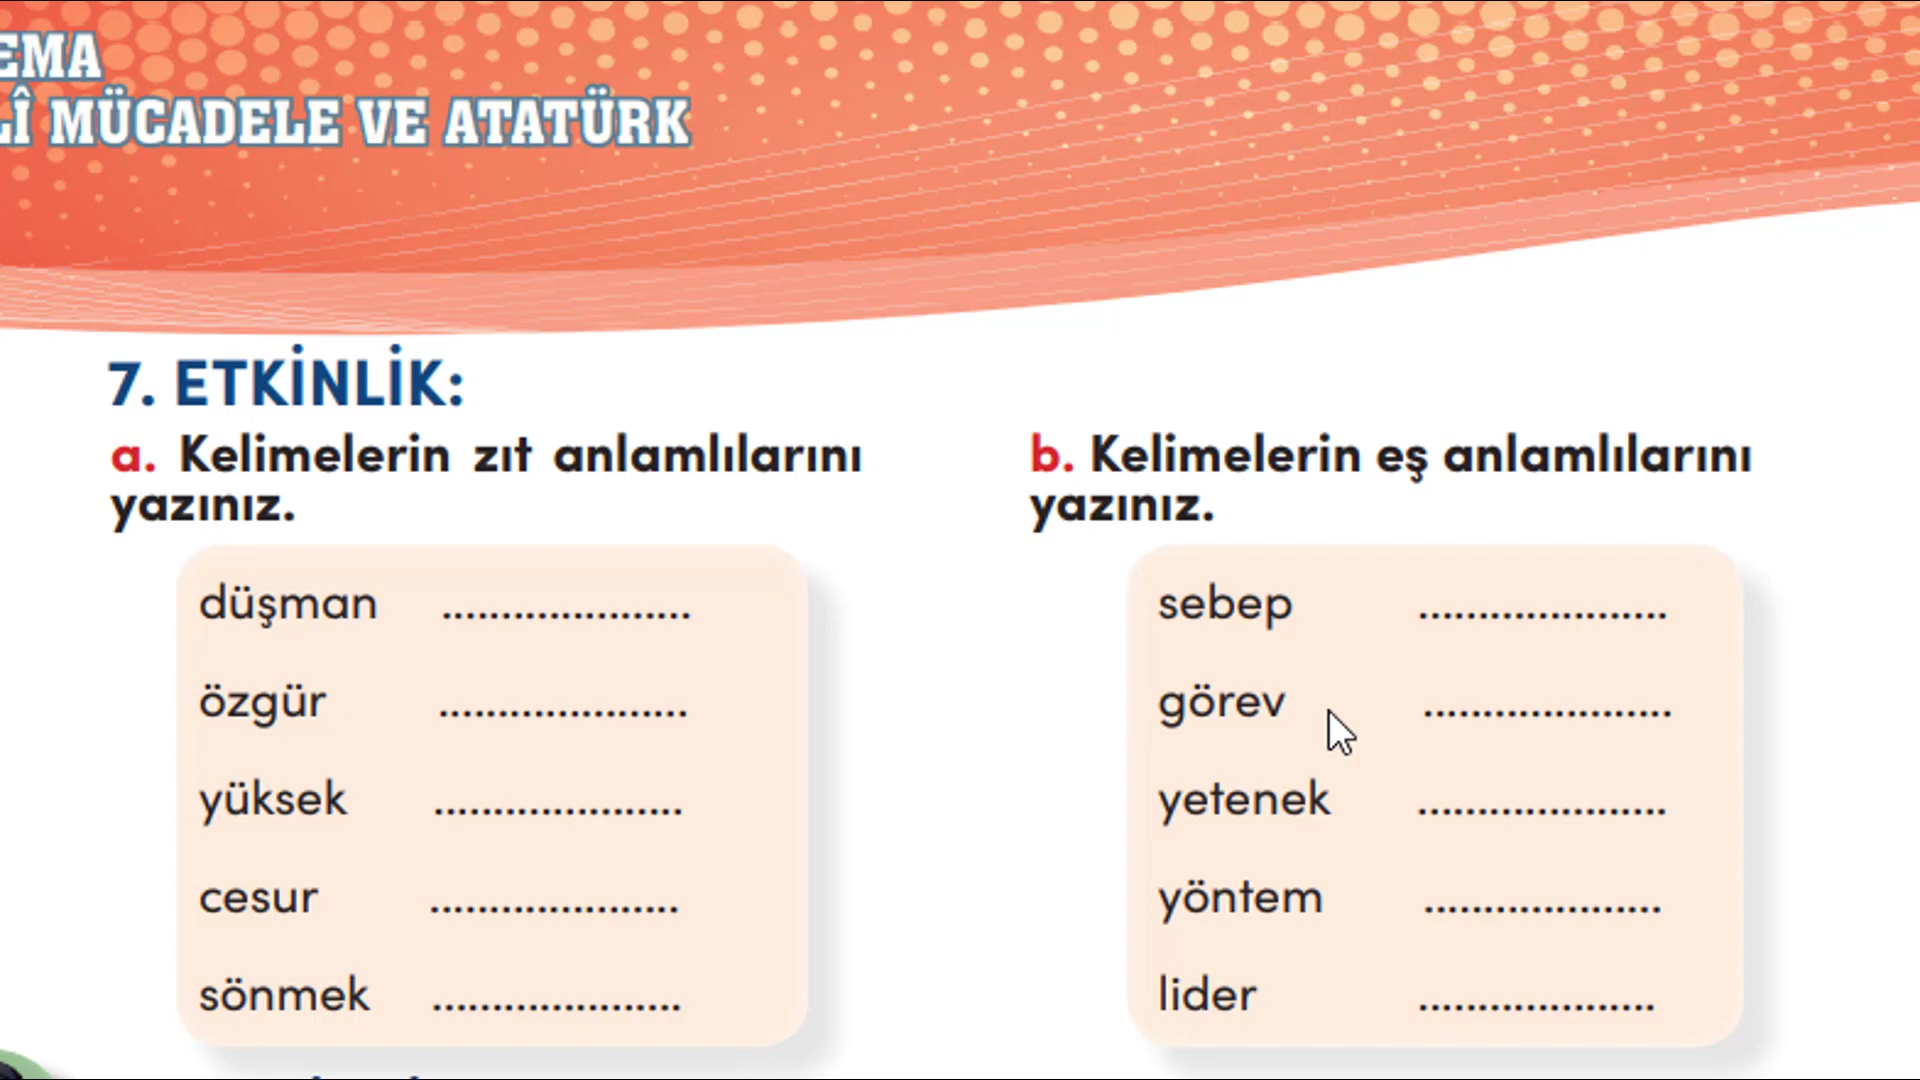 EMA
LÎ MÜCADELE VE ATATÜRK
7. ETKİNLİK:
a. Kelimelerin zıt anlamlılarını
yazınız.
düşman .....................
özgür .....................
yüksek .....................
cesur .....................
sönmek .....................
b. Kelimelerin eş anlamlılarını
yazınız.
sebep .....................
görev .....................
yetenek .....................
yöntem ....................
lider ....................